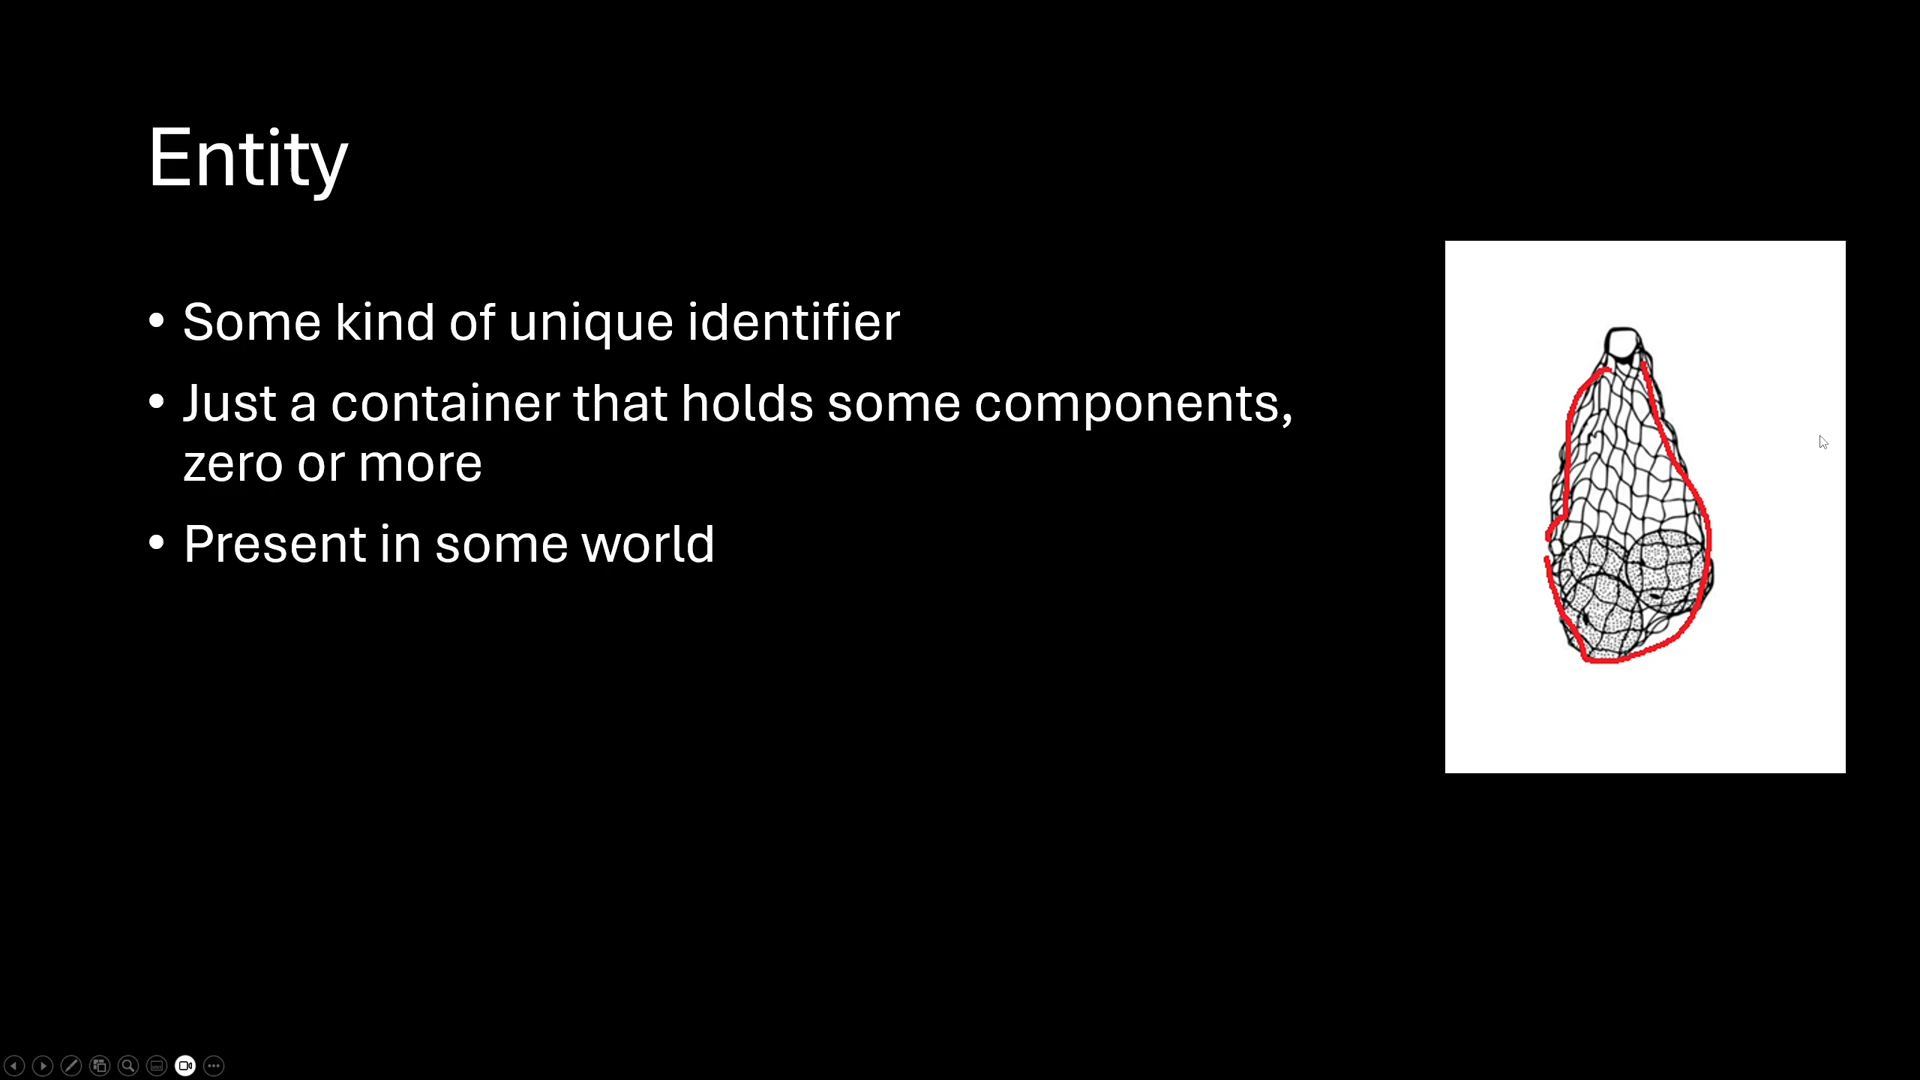 Entity
• Some kind of unique identifier
• Just a container that holds some components,
zero or more
• Present in some world